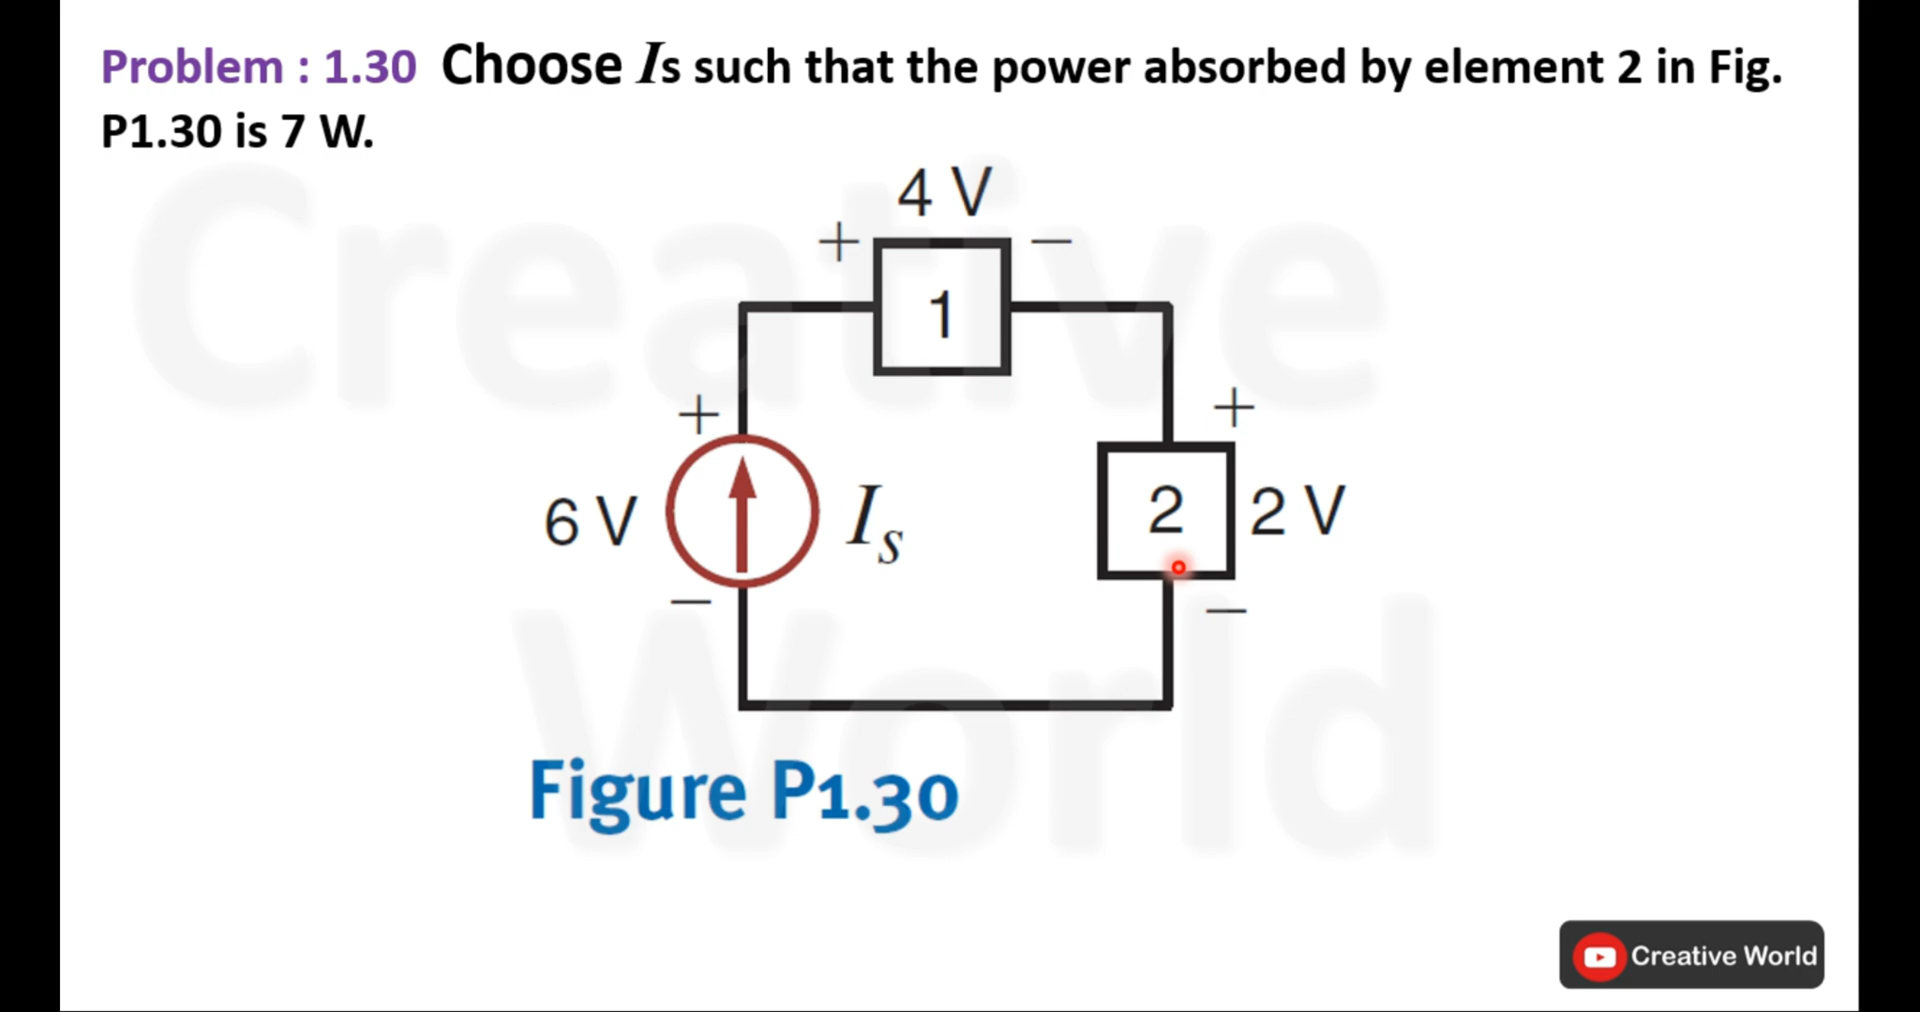 Problem : 1.30 Choose Is such that the power absorbed by element 2 in Fig.
P1.30 is 7 W.
4 V
+ −
1
+ +
6 V Is 2 2 V
− −
Figure P1.30
Creative
World
Creative World